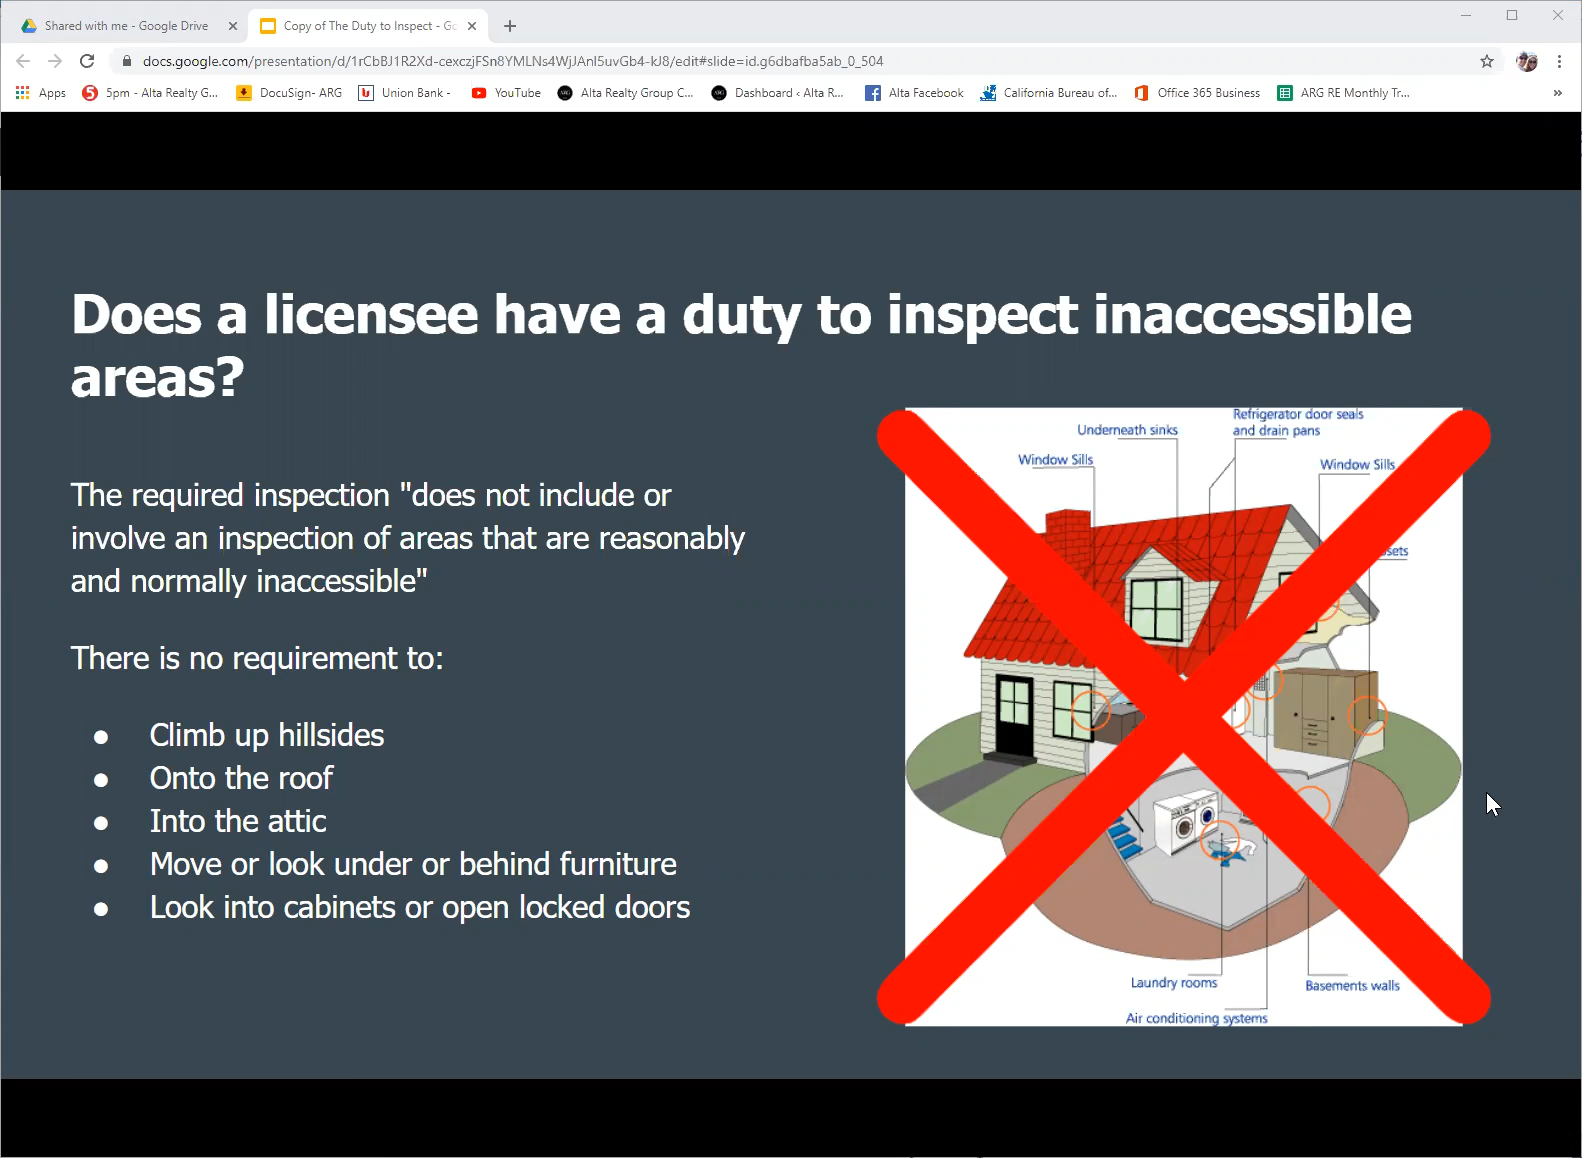 Shared with me - Google Drive
Copy of The Duty to Inspect - Go
docs.google.com/presentation/d/1rCbBJ1R2Xd-cexczjFSn8YMLNs4WjJAnl5uvGb4-kJ8/edit#slide=id.g6dbafba5ab_0_504
Apps 5pm - Alta Realty G... DocuSign- ARG Union Bank - YouTube Alta Realty Group C... Dashboard ‹ Alta R... Alta Facebook California Bureau of... Office 365 Business ARG RE Monthly Tr... »
Does a licensee have a duty to inspect inaccessible
areas?
The required inspection "does not include or
involve an inspection of areas that are reasonably
and normally inaccessible"
There is no requirement to:
● Climb up hillsides
● Onto the roof
● Into the attic
● Move or look under or behind furniture
● Look into cabinets or open locked doors
Refrigerator door seals
and drain pans
Underneath sinks
Window Sills
Window Sills
Laundry rooms
Basements walls
Air conditioning systems